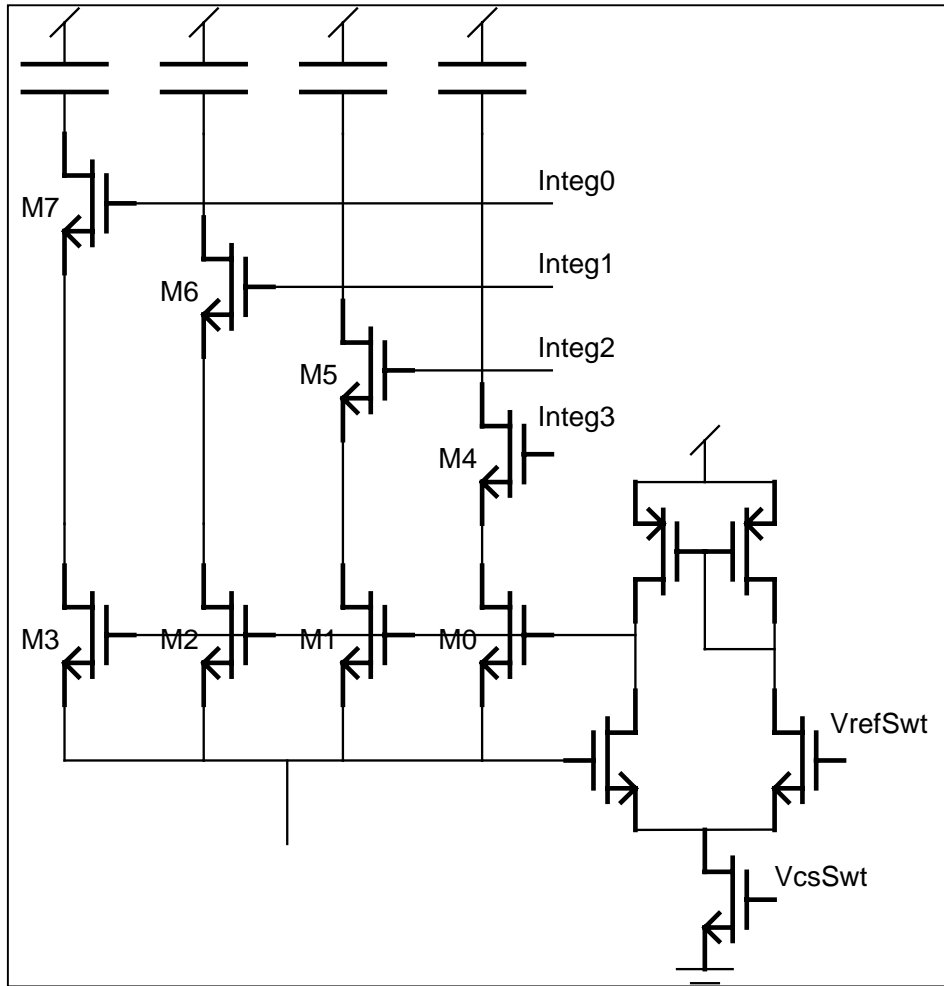 Integ0
M7
Integ1
M6
Integ2
M5
Integ3
M4
M3
M2
M1
M0
VrefSwt
VcsSwt